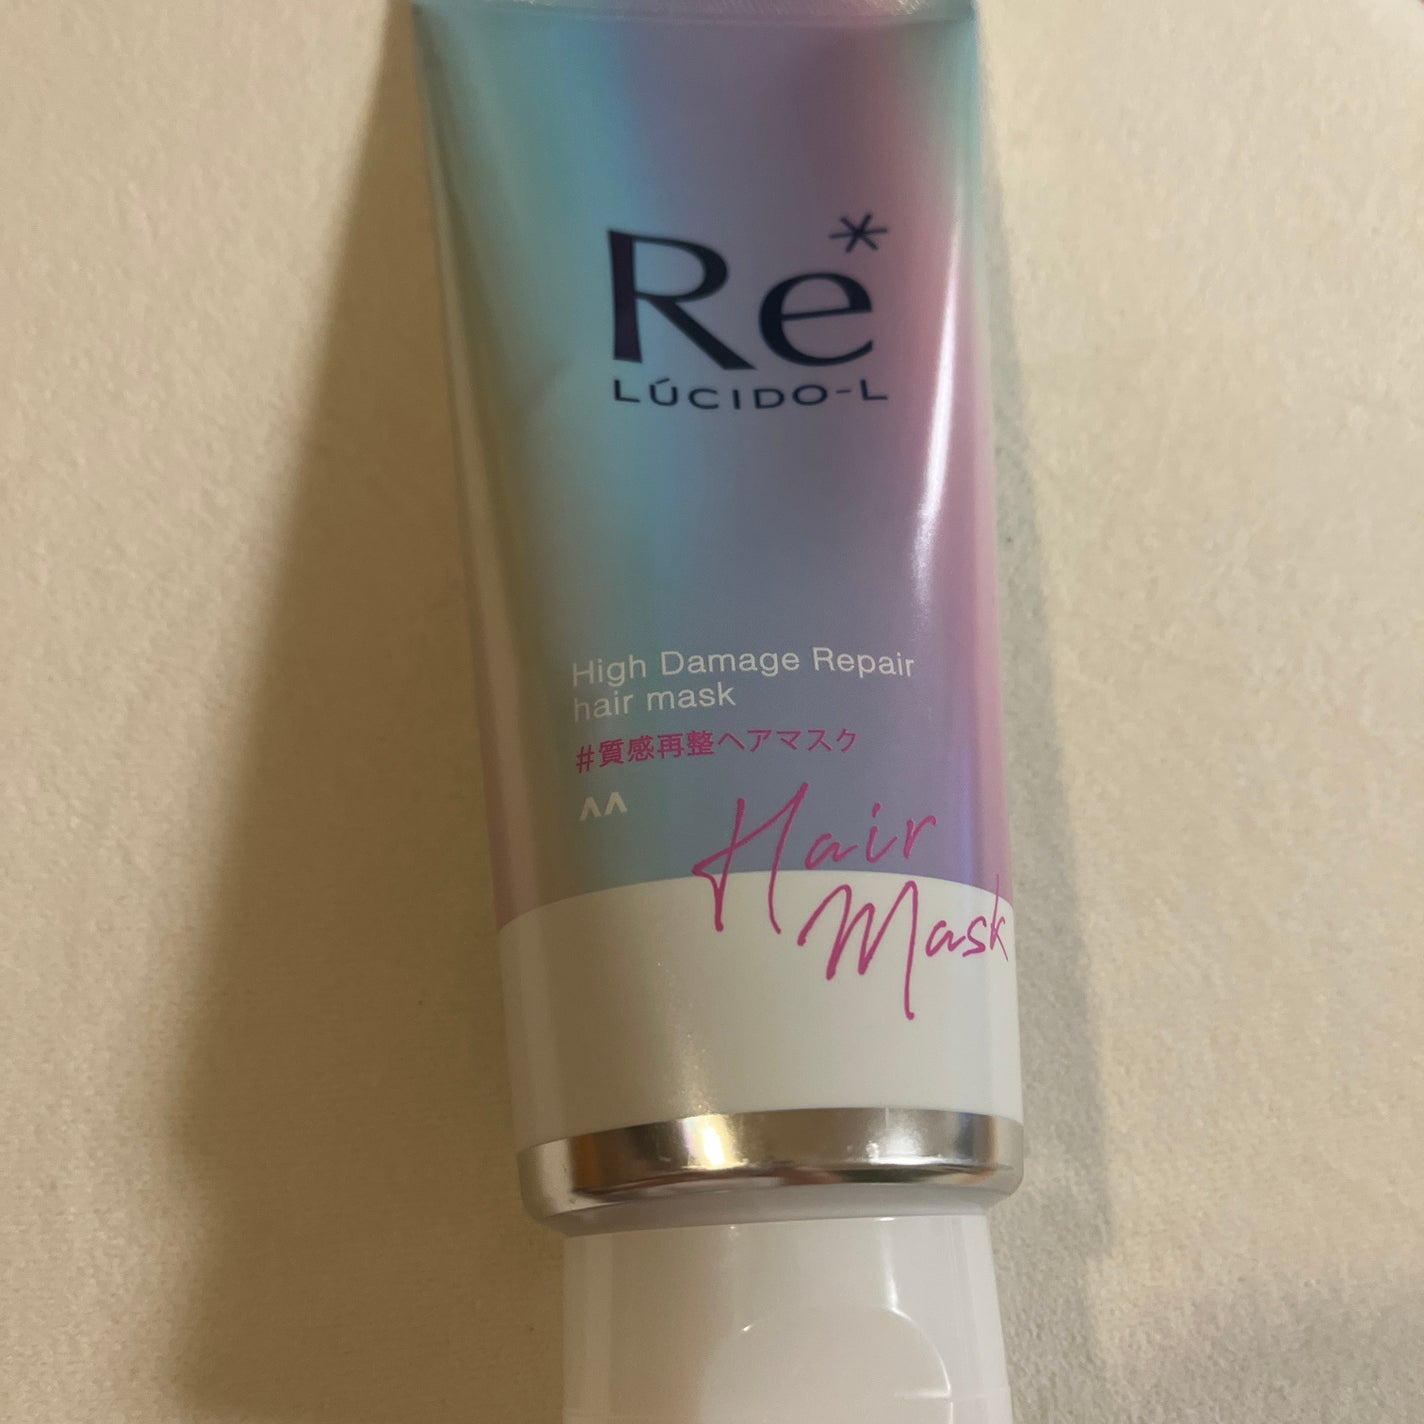 Re*
LÚCIDO-L
High Damage Repair
hair mask
#質感再整ヘアマスク
Hair
Mask